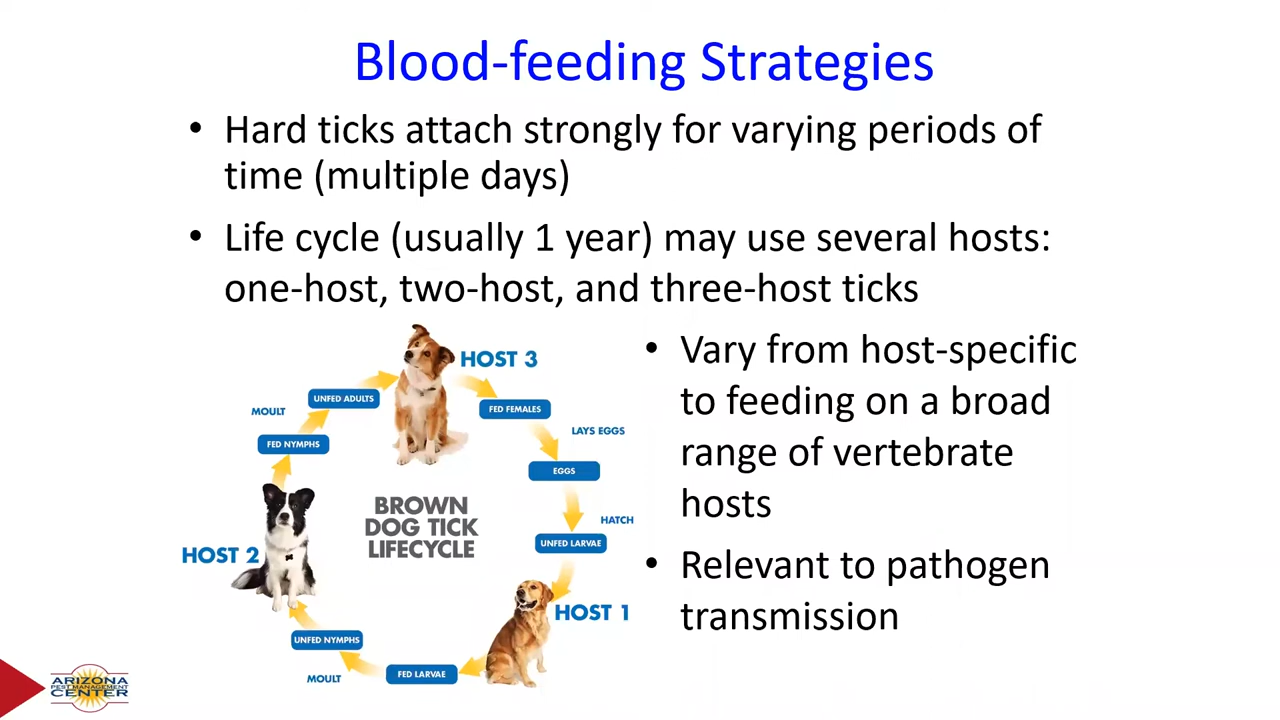 Blood-feeding Strategies
• Hard ticks attach strongly for varying periods of
time (multiple days)
• Life cycle (usually 1 year) may use several hosts:
one-host, two-host, and three-host ticks
• Vary from host-specific
to feeding on a broad
range of vertebrate
hosts
• Relevant to pathogen
transmission
HOST 3
UNFED ADULTS
FED FEMALES
MOULT
LAYS EGGS
FED NYMPHS
EGGS
BROWN
DOG TICK
LIFECYCLE
HATCH
UNFED LARVAE
HOST 2
HOST 1
UNFED NYMPHS
MOULT
FED LARVAE
ARIZONA
PEST MANAGEMENT
CENTER